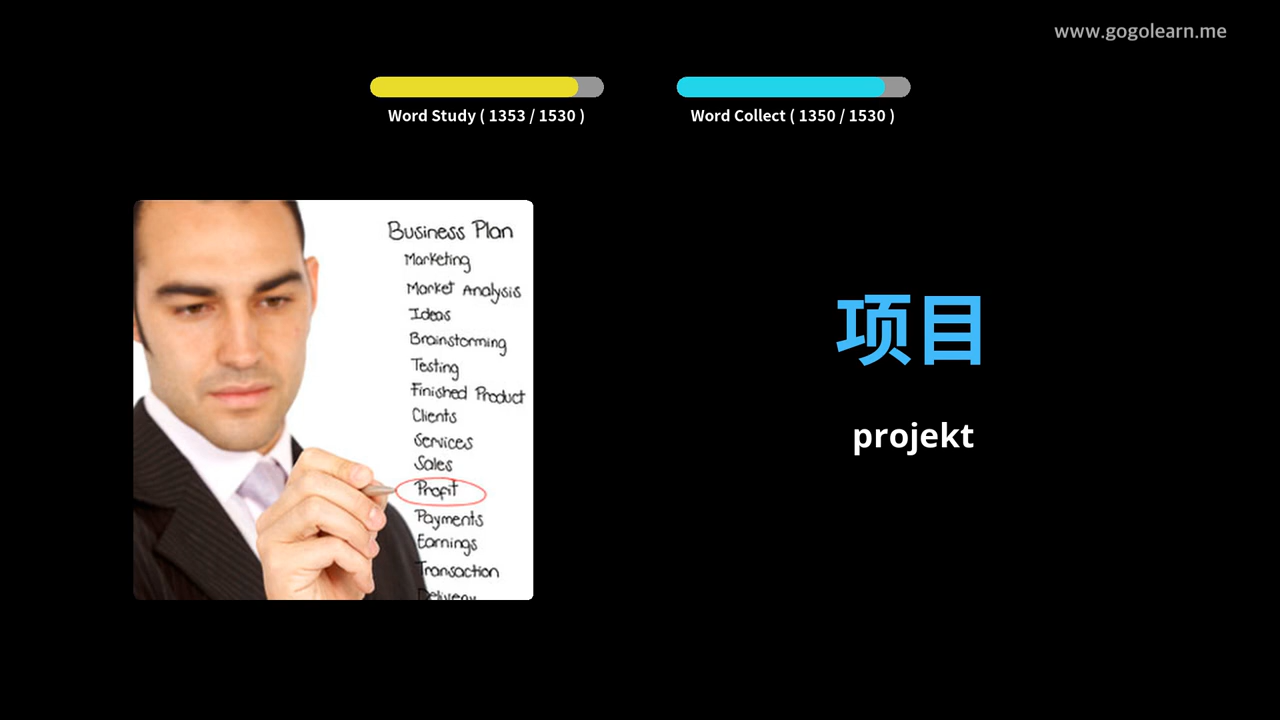 www.gogolearn.me
Word Study ( 1353 / 1530 )
Word Collect ( 1350 / 1530 )
Business Plan
Marketing
Market Analysis
Ideas
Brainstorming
Testing
Finished Product
Clients
Services
Sales
Profit
Payments
Earnings
Transaction
Delivery
项目
projekt